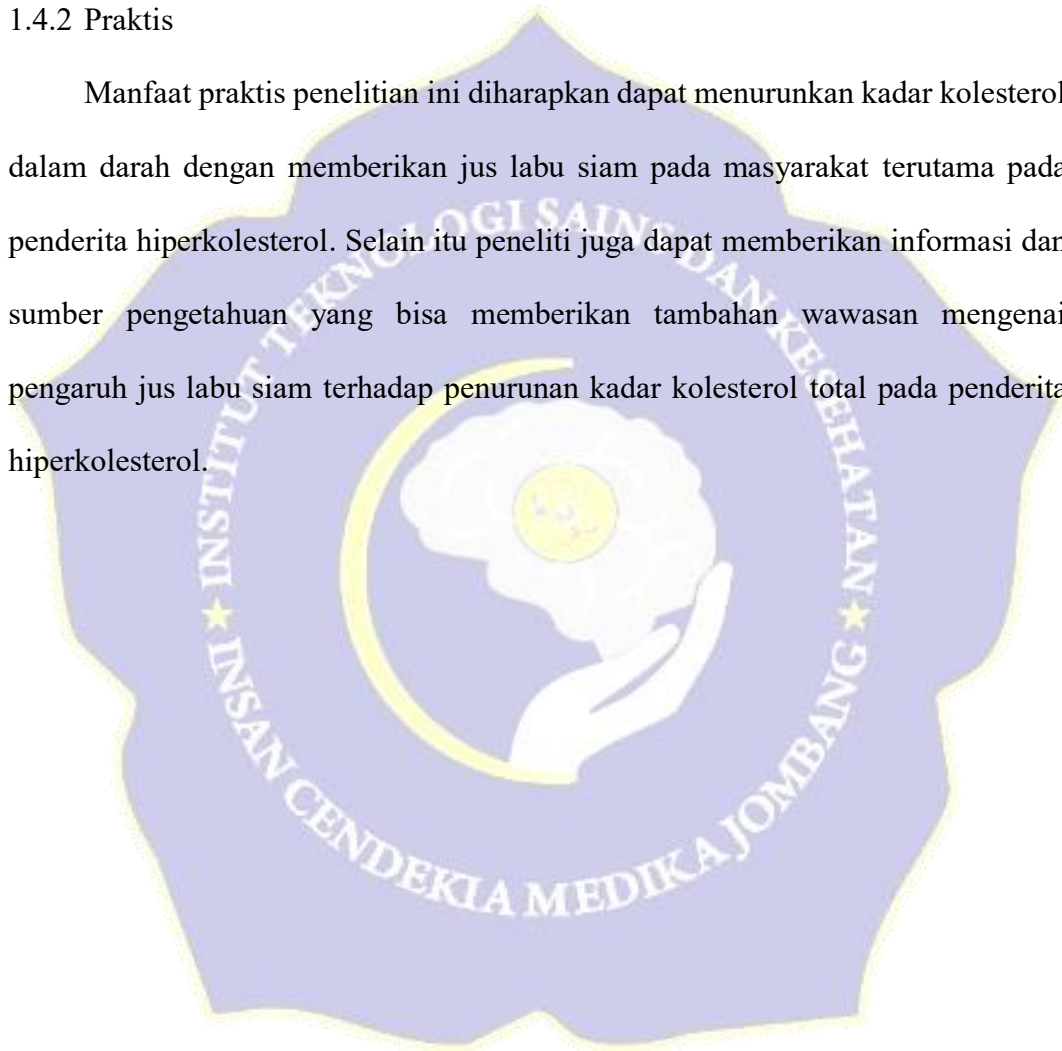 1.4.2 Praktis
Manfaat praktis penelitian ini diharapkan dapat menurunkan kadar kolesterol
dalam darah dengan memberikan jus labu siam pada masyarakat terutama pada
penderita hiperkolesterol. Selain itu peneliti juga dapat memberikan informasi dan
sumber pengetahuan yang bisa memberikan tambahan wawasan mengenai
pengaruh jus labu siam terhadap penurunan kadar kolesterol total pada penderita
hiperkolesterol.
INSTITUT TEKNOLOGI SAINS DAN KESEHATAN
INSAN CENDEKIA MEDIKA JOMBANG